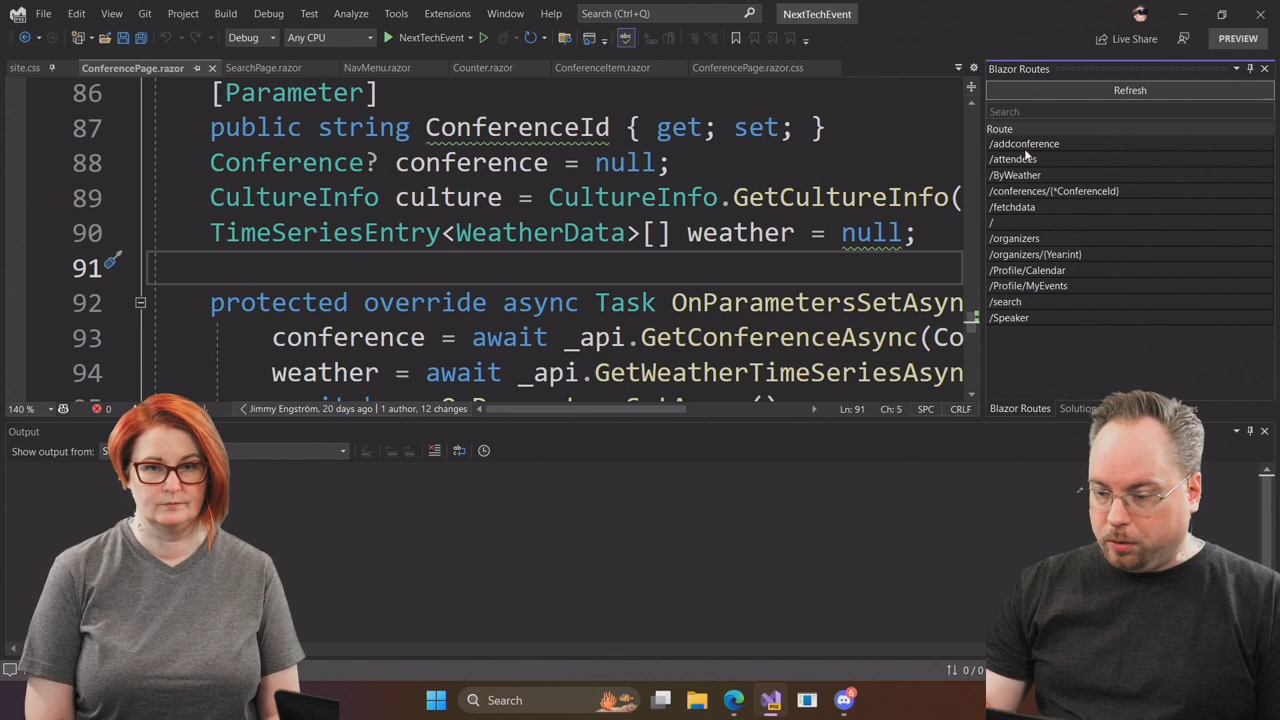 File Edit View Git Project Build Debug Test Analyze Tools Extensions Window Help Search (Ctrl+Q) NextTechEvent
Debug Any CPU NextTechEvent Live Share PREVIEW
site.css ConferencePage.razor SearchPage.razor NavMenu.razor Counter.razor ConferenceItem.razor ConferencePage.razor.css
86 [Parameter]
87 public string ConferenceId { get; set; }
88 Conference? conference = null;
89 CultureInfo culture = CultureInfo.GetCultureInfo(
90 TimeSeriesEntry<WeatherData>[] weather = null;
91
92 protected override async Task OnParametersSetAsyn
93 conference = await _api.GetConferenceAsync(Co
94 weather = await _api.GetWeatherTimeSeriesAsyn
140 % 0 Jimmy Engström, 20 days ago | 1 author, 12 changes Ln: 91 Ch: 5 SPC CRLF
Blazor Routes
Refresh
Search
Route
/addconference
/attendees
/ByWeather
/conferences/{*ConferenceId}
/fetchdata
/
/organizers
/organizers/{Year:int}
/Profile/Calendar
/Profile/MyEvents
/search
/Speaker
Blazor Routes
Output
Show output from:
0/0
Search
6